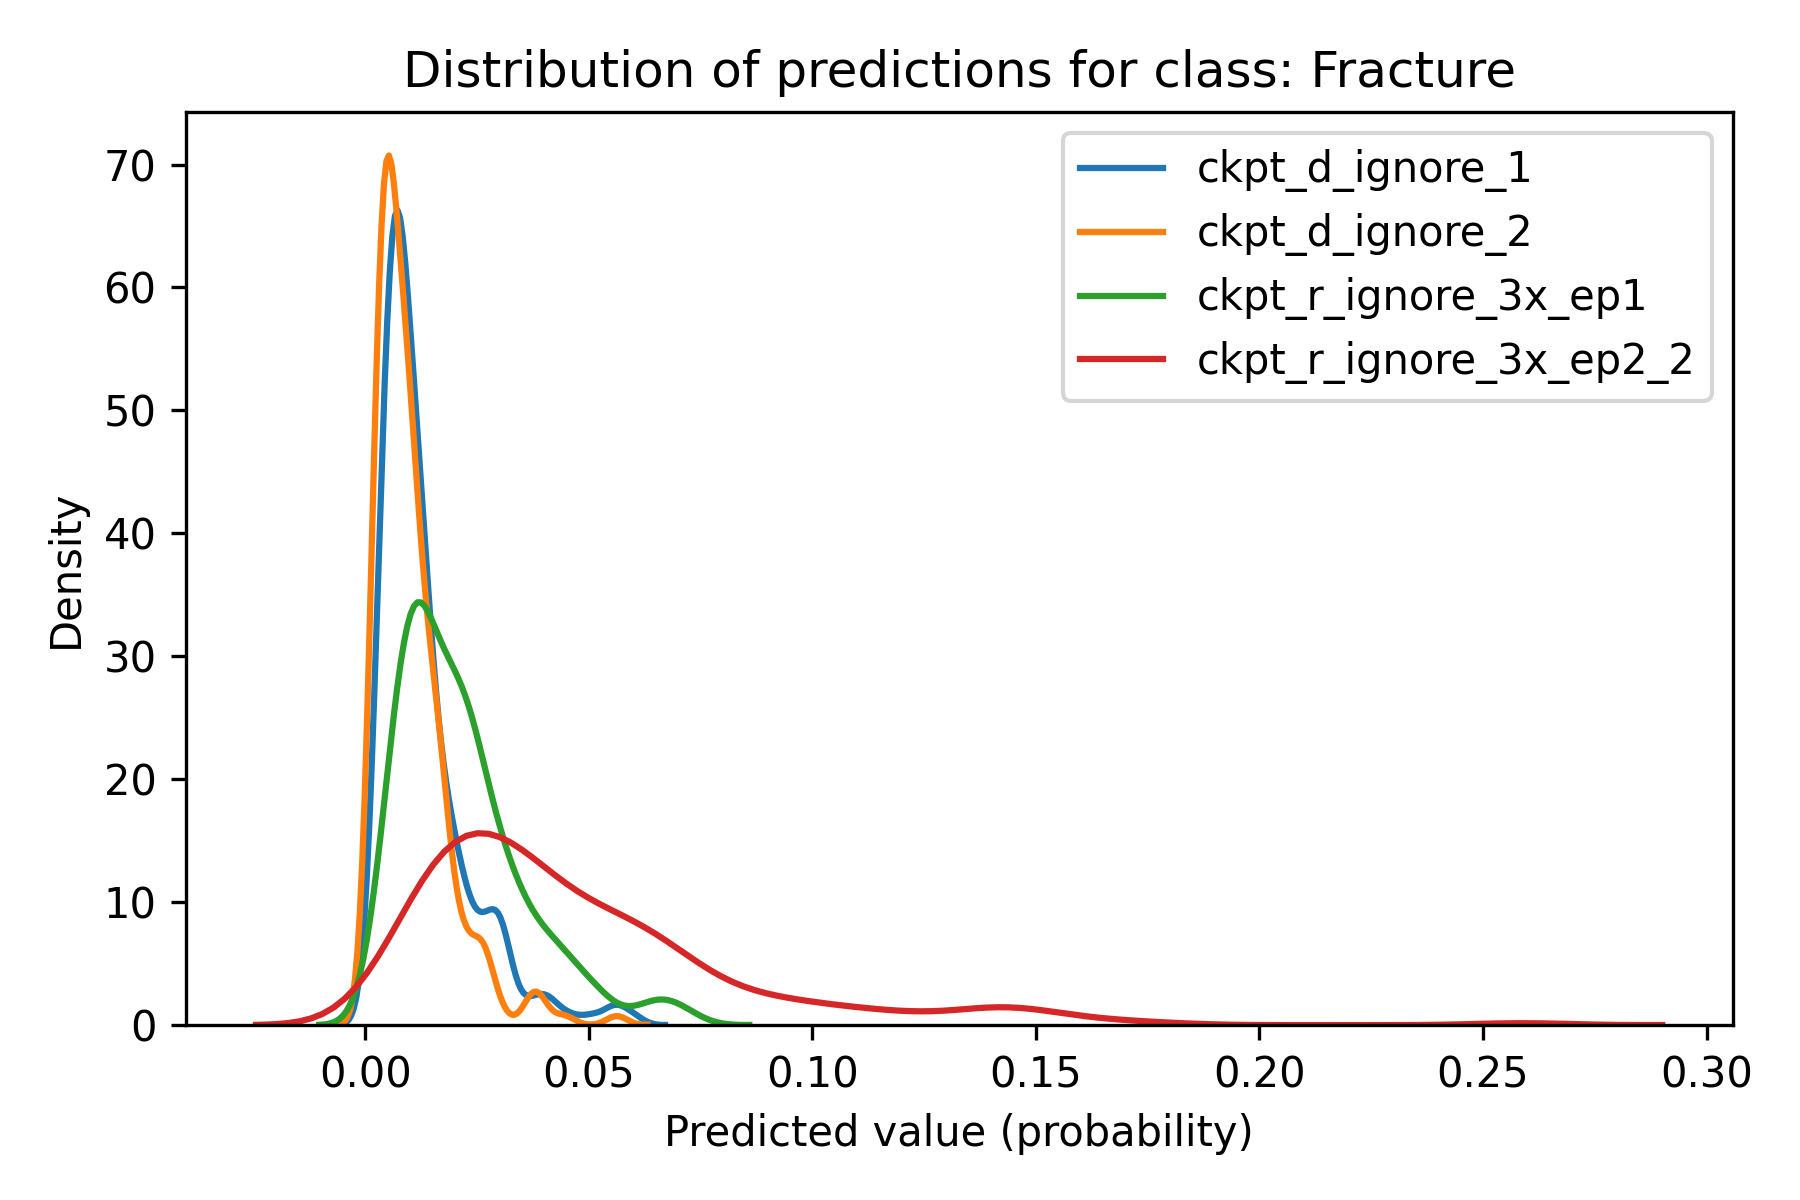 Distribution of predictions for class: Fracture
ckpt_d_ignore_1
ckpt_d_ignore_2
ckpt_r_ignore_3x_ep1
ckpt_r_ignore_3x_ep2_2
Density
70
60
50
40
30
20
10
0
0.00 0.05 0.10 0.15 0.20 0.25 0.30
Predicted value (probability)